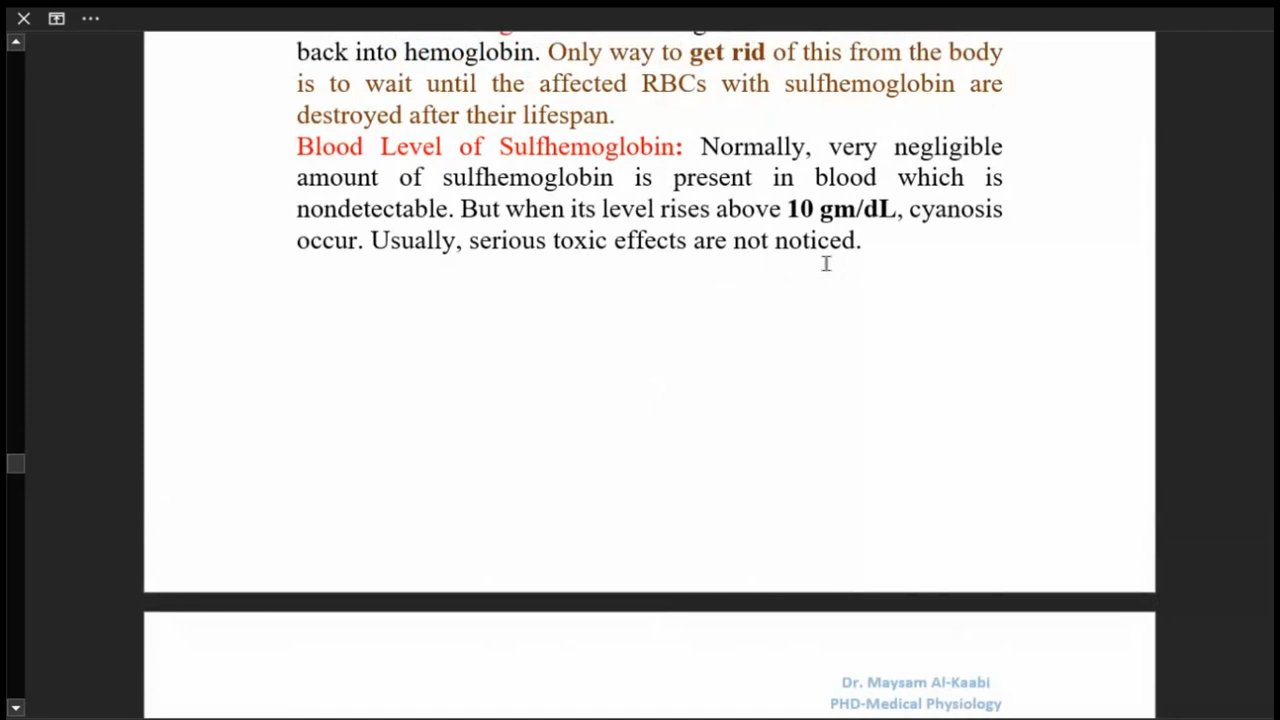 back into hemoglobin. Only way to get rid of this from the body
is to wait until the affected RBCs with sulfhemoglobin are
destroyed after their lifespan.
Blood Level of Sulfhemoglobin: Normally, very negligible
amount of sulfhemoglobin is present in blood which is
nondetectable. But when its level rises above 10 gm/dL, cyanosis
occur. Usually, serious toxic effects are not noticed.
Dr. Maysam Al-Kaabi
PHD-Medical Physiology